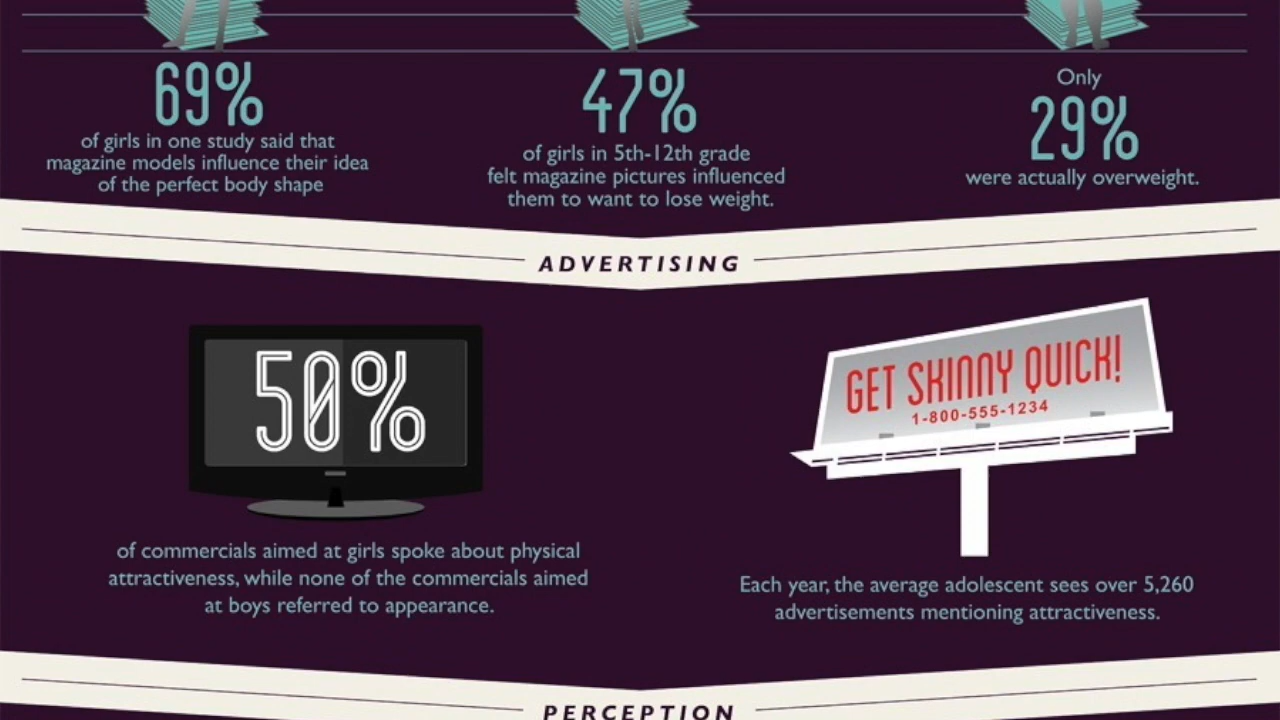 69%
of girls in one study said that
magazine models influence their idea
of the perfect body shape
47%
of girls in 5th-12th grade
felt magazine pictures influenced
them to want to lose weight.
Only
29%
were actually overweight.
ADVERTISING
50%
of commercials aimed at girls spoke about physical
attractiveness, while none of the commercials aimed
at boys referred to appearance.
GET SKINNY QUICK!
1-800-555-1234
Each year, the average adolescent sees over 5,260
advertisements mentioning attractiveness.
PERCEPTION